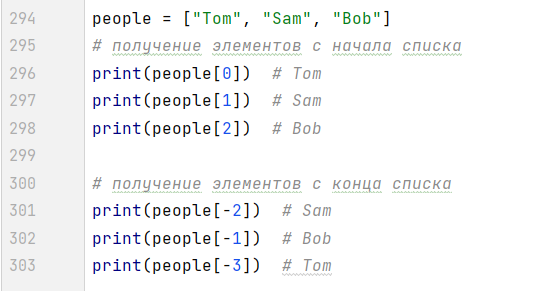 294 people = ["Tom", "Sam", "Bob"]
295 # получение элементов с начала списка
296 print(people[0])  # Tom
297 print(people[1])  # Sam
298 print(people[2])  # Bob
299
300 # получение элементов с конца списка
301 print(people[-2])  # Sam
302 print(people[-1])  # Bob
303 print(people[-3])  # Tom